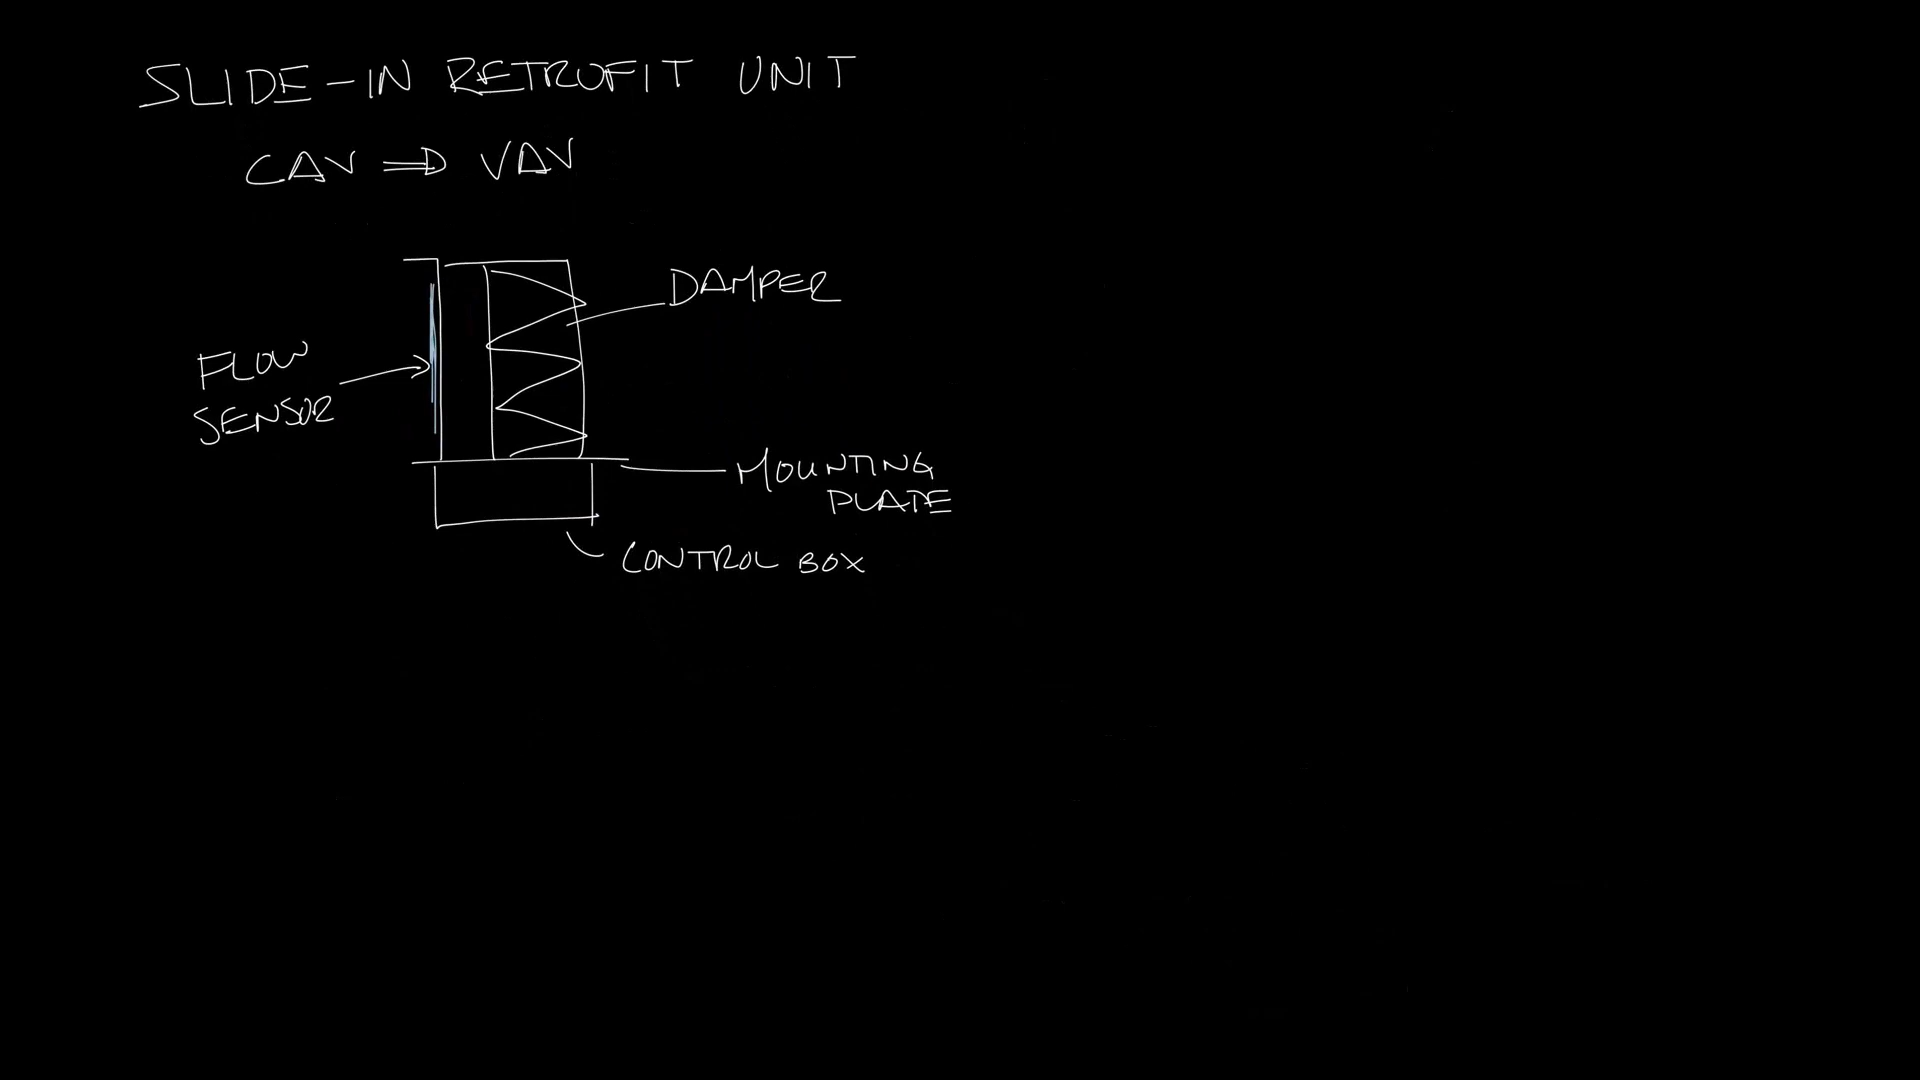 SLIDE-IN RETROFIT UNIT
CAV ⇒ VAV
DAMPER
FLOW
SENSOR
MOUNTING
PLATE
CONTROL BOX